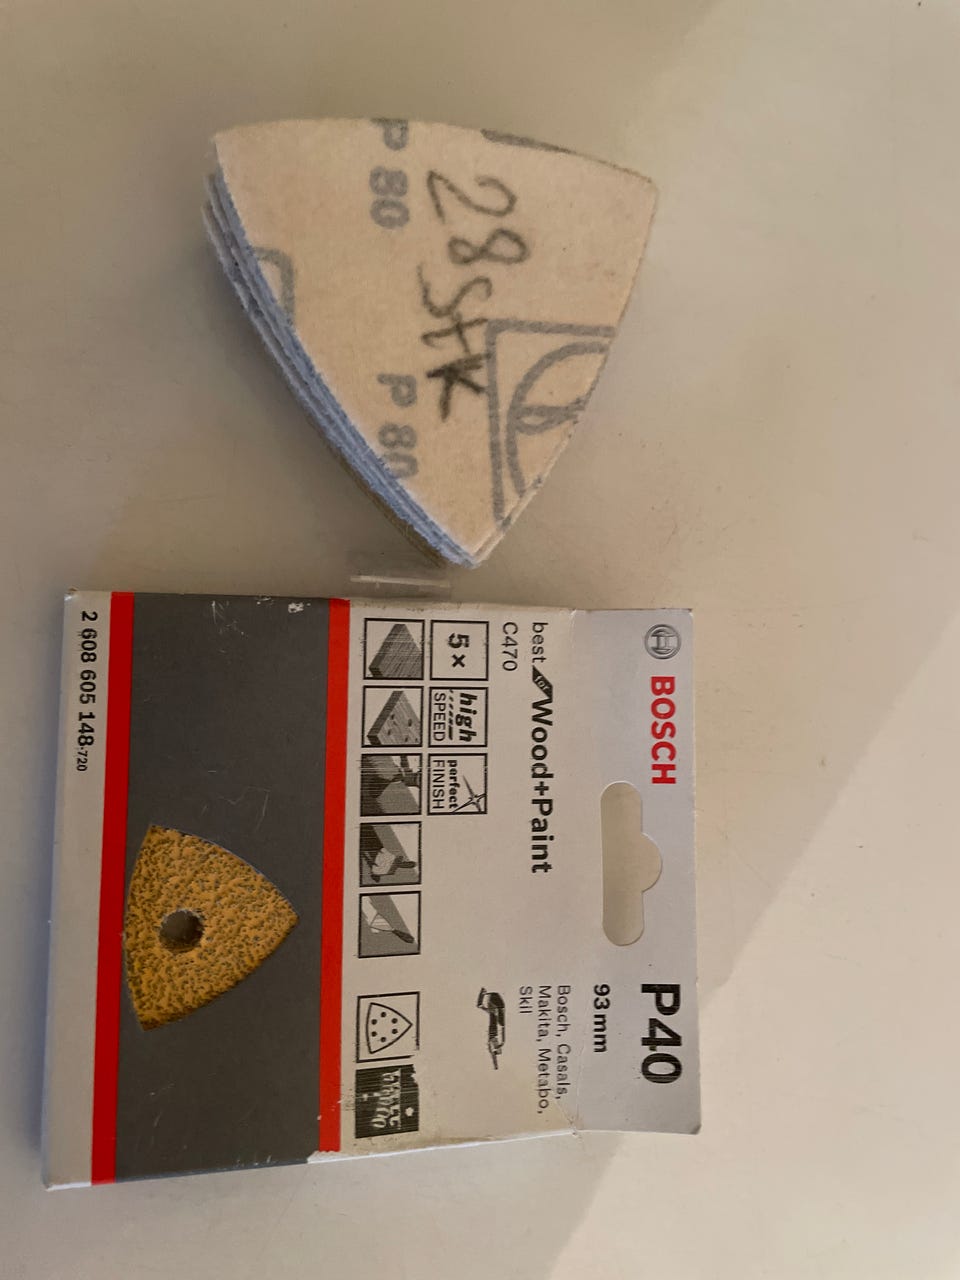 P 80
28 Stk
P 80
BOSCH
P40
93 mm
best for Wood+Paint
C470
Bosch, Casals,
Makita, Metabo,
Skil
5×
high
SPEED
perfect
FINISH
2 608 605 148-720